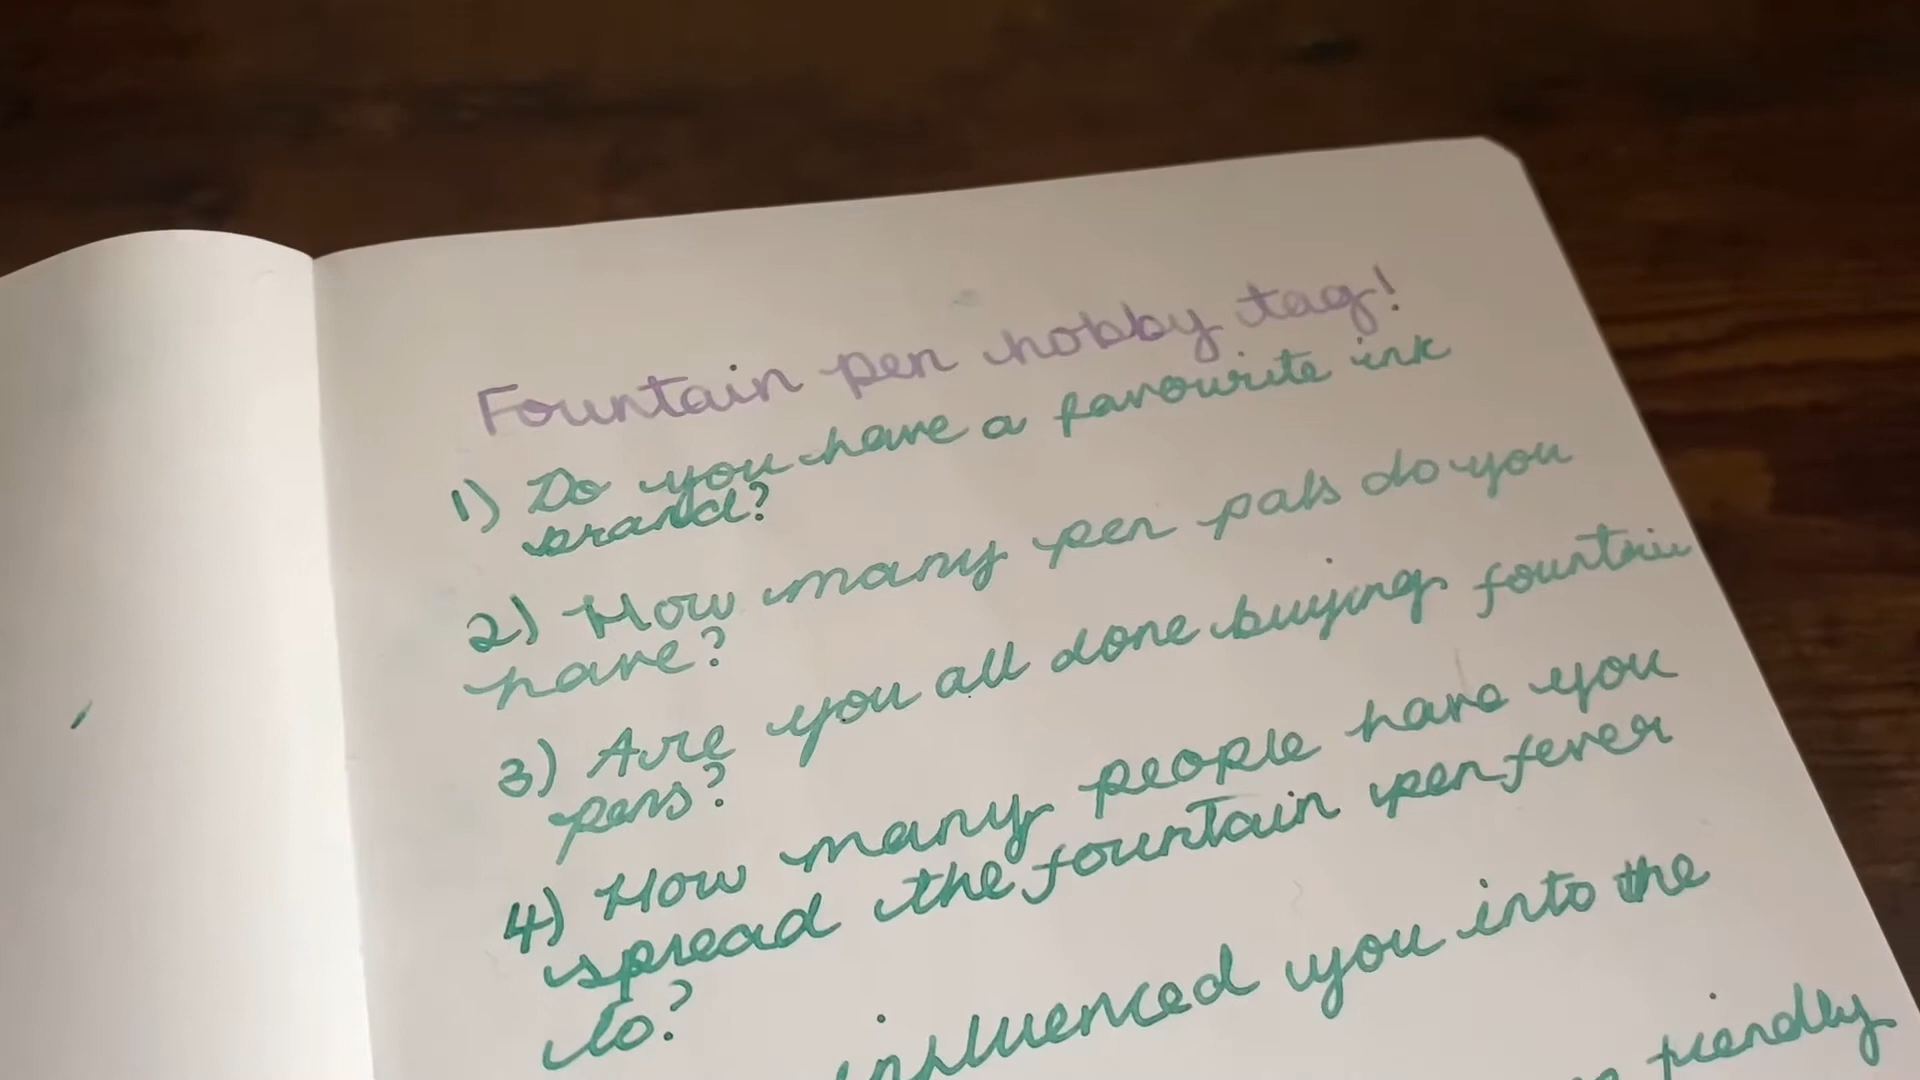 Fountain pen hobby tag!
1) Do you have a favourite ink
brand?
2) How many pen pals do you
have?
3) Are you all done buying fountain
pens?
4) How many people have you
spread the fountain pen fever
to?
influenced you into the
friendly